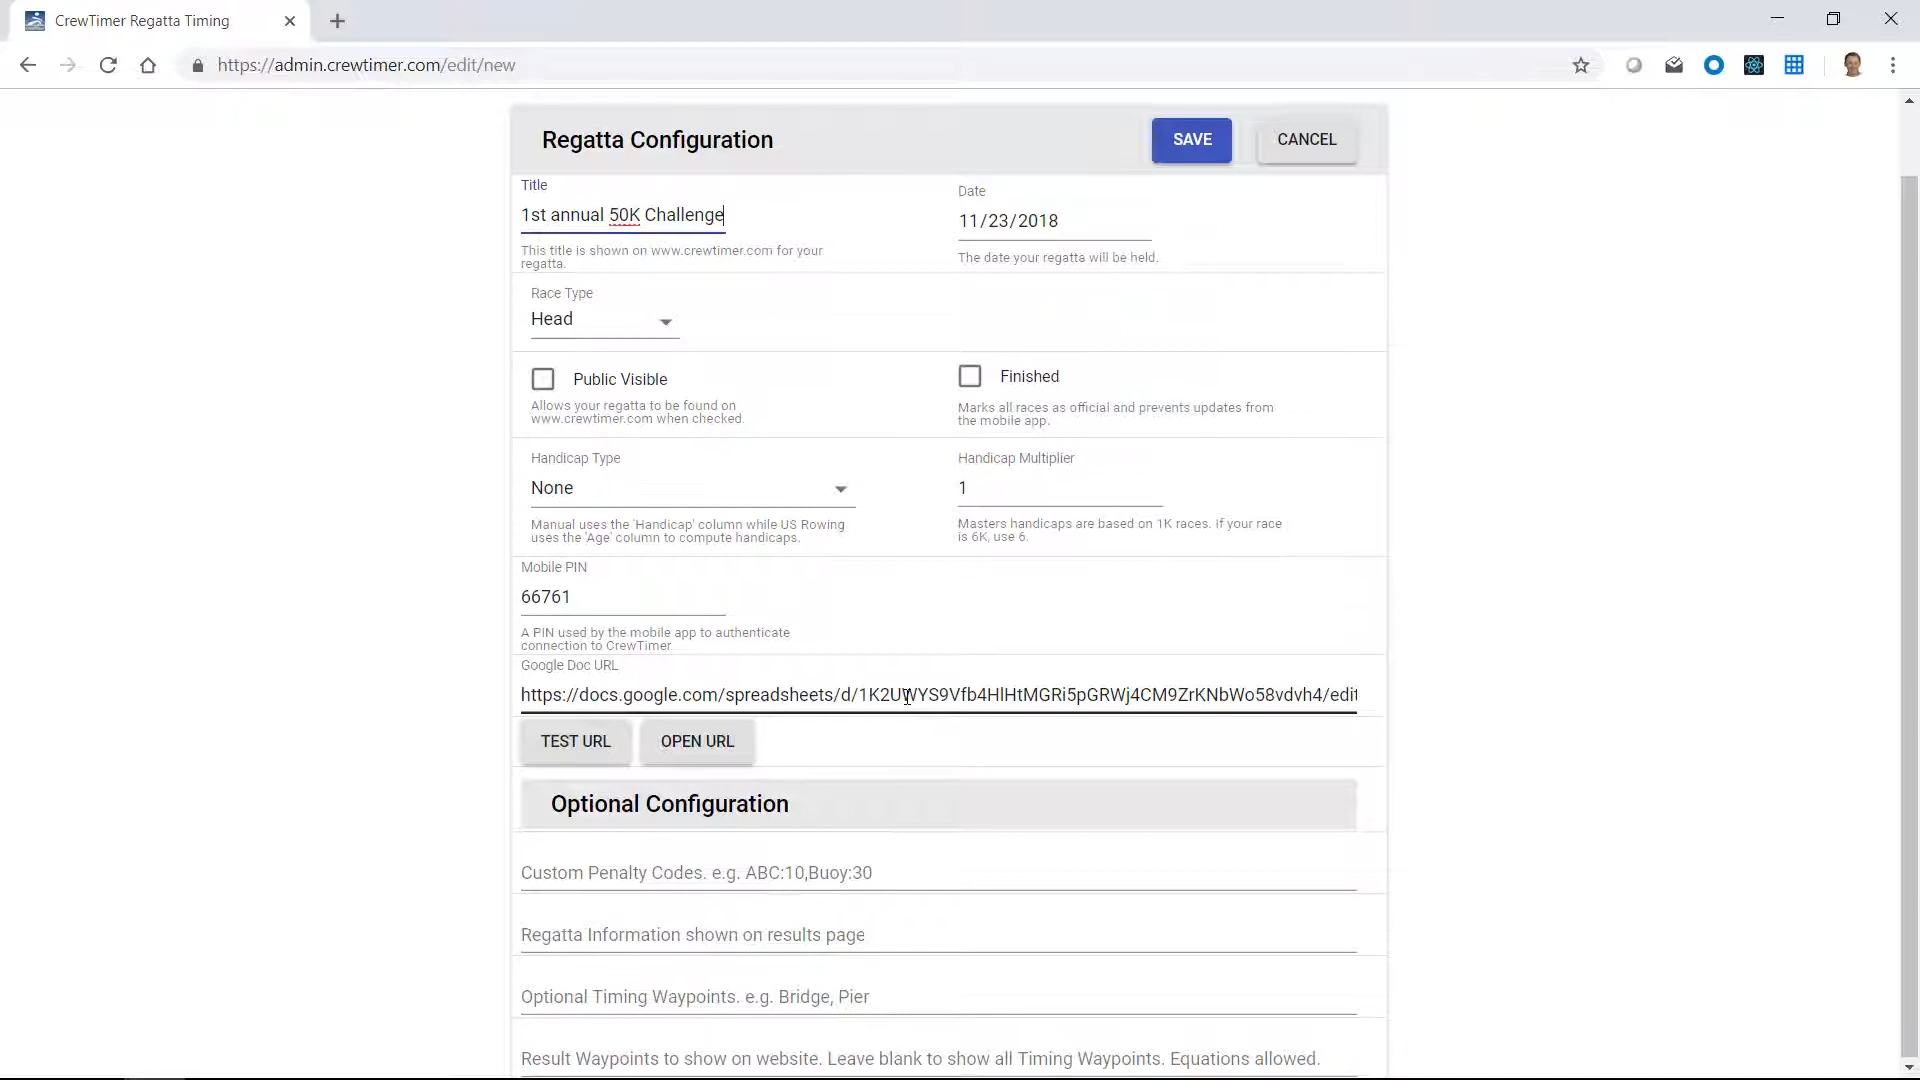 CrewTimer Regatta Timing
https://admin.crewtimer.com/edit/new
Regatta Configuration
SAVE
CANCEL
Title
1st annual 50K Challenge
This title is shown on www.crewtimer.com for your
regatta.
Date
11/23/2018
The date your regatta will be held.
Race Type
Head
Public Visible
Allows your regatta to be found on
www.crewtimer.com when checked.
Finished
Marks all races as official and prevents updates from
the mobile app.
Handicap Type
None
Manual uses the 'Handicap' column while US Rowing
uses the 'Age' column to compute handicaps.
Handicap Multiplier
1
Masters handicaps are based on 1K races. If your race
is 6K, use 6.
Mobile PIN
66761
A PIN used by the mobile app to authenticate
connection to CrewTimer.
Google Doc URL
https://docs.google.com/spreadsheets/d/1K2UWYS9Vfb4HlHtMGRi5pGRWj4CM9ZrKNbWo58vdvh4/edit
TEST URL
OPEN URL
Optional Configuration
Custom Penalty Codes. e.g. ABC:10,Buoy:30
Regatta Information shown on results page
Optional Timing Waypoints. e.g. Bridge, Pier
Result Waypoints to show on website. Leave blank to show all Timing Waypoints. Equations allowed.